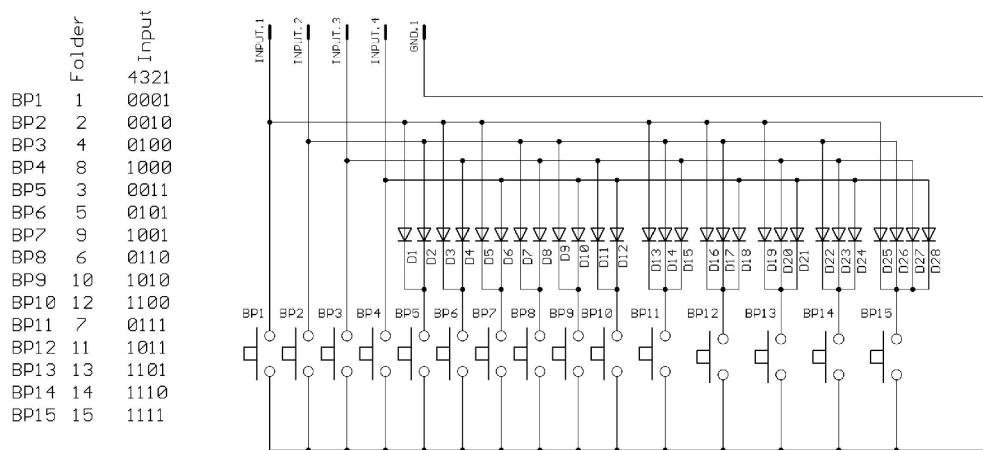 Folder
Input
4321
BP1 1 0001
BP2 2 0010
BP3 4 0100
BP4 8 1000
BP5 3 0011
BP6 5 0101
BP7 9 1001
BP8 6 0110
BP9 10 1010
BP10 12 1100
BP11 7 0111
BP12 11 1011
BP13 13 1101
BP14 14 1110
BP15 15 1111
INPUT.1 INPUT.2 INPUT.3 INPUT.4 GND.1
D1 D2 D3 D4 D5 D6 D7 D8 D9 D10 D11 D12 D13 D14 D15 D16 D17 D18 D19 D20 D21 D22 D23 D24 D25 D26 D27 D28
BP1 BP2 BP3 BP4 BP5 BP6 BP7 BP8 BP9 BP10 BP11 BP12 BP13 BP14 BP15